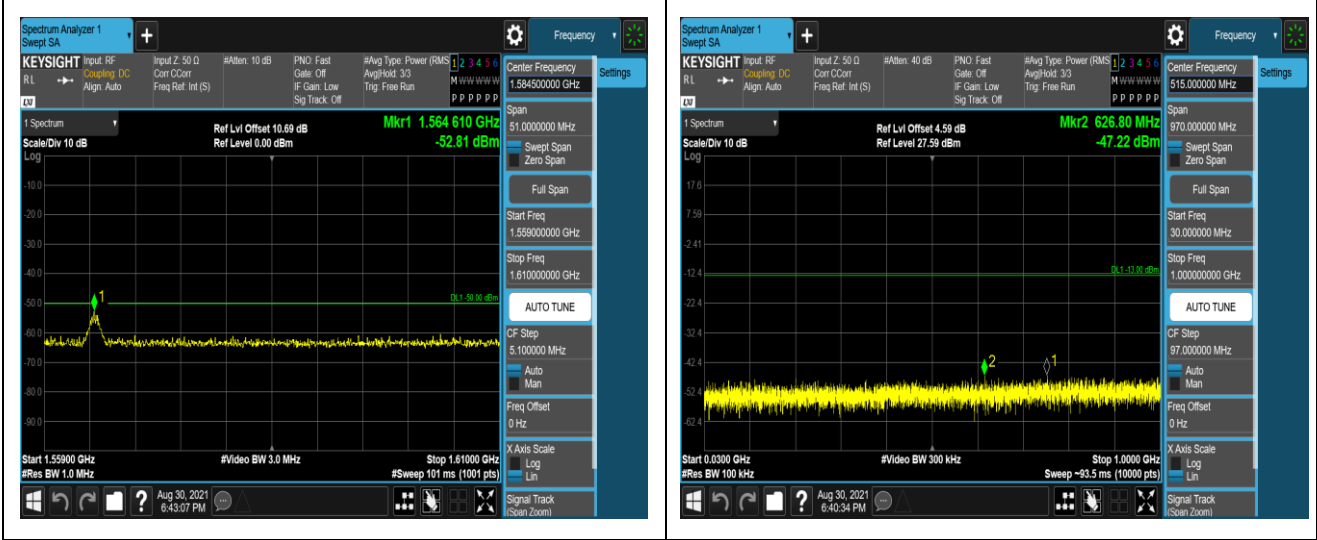 Spectrum Analyzer 1
Swept SA
+
Frequency
KEYSIGHT
RL
LXI
Input: RF
Coupling: DC
Align: Auto
Input Z: 50 Ω
Corr CCorr
Freq Ref: Int (S)
#Atten: 10 dB
PNO: Fast
Gate: Off
IF Gain: Low
Sig Track: Off
#Avg Type: Power (RMS
Avg|Hold: 3/3
Trig: Free Run
1 2 3 4 5 6
M W W W W W
P P P P P P
Center Frequency
1.584500000 GHz
Settings
1 Spectrum
Scale/Div 10 dB
Log
Ref Lvl Offset 10.69 dB
Ref Level 0.00 dBm
Mkr1 1.564 610 GHz
-52.81 dBm
Span
51.0000000 MHz
Swept Span
Zero Span
Full Span
Start Freq
1.559000000 GHz
Stop Freq
1.610000000 GHz
AUTO TUNE
CF Step
5.100000 MHz
Auto
Man
Freq Offset
0 Hz
X Axis Scale
Log
Lin
Signal Track
(Span Zoom)
-10.0
-20.0
-30.0
-40.0
-50.0
-60.0
-70.0
-80.0
-90.0
1
DL1 -50.00 dBm
Start 1.55900 GHz
#Res BW 1.0 MHz
#Video BW 3.0 MHz
Stop 1.61000 GHz
#Sweep 101 ms (1001 pts)
?
Aug 30, 2021
6:43:07 PM
Spectrum Analyzer 1
Swept SA
+
Frequency
KEYSIGHT
RL
LXI
Input: RF
Coupling: DC
Align: Auto
Input Z: 50 Ω
Corr CCorr
Freq Ref: Int (S)
#Atten: 40 dB
PNO: Fast
Gate: Off
IF Gain: Low
Sig Track: Off
#Avg Type: Power (RMS
Avg|Hold: 3/3
Trig: Free Run
1 2 3 4 5 6
M W W W W W
P P P P P P
Center Frequency
515.000000 MHz
Settings
1 Spectrum
Scale/Div 10 dB
Log
Ref Lvl Offset 4.59 dB
Ref Level 27.59 dBm
Mkr2 626.80 MHz
-47.22 dBm
Span
970.000000 MHz
Swept Span
Zero Span
Full Span
Start Freq
30.000000 MHz
Stop Freq
1.000000000 GHz
AUTO TUNE
CF Step
97.000000 MHz
Auto
Man
Freq Offset
0 Hz
X Axis Scale
Log
Lin
Signal Track
(Span Zoom)
17.6
7.59
-2.41
-12.4
-22.4
-32.4
-42.4
-52.4
-62.4
DL1 -13.00 dBm
2
1
Start 0.0300 GHz
#Res BW 100 kHz
#Video BW 300 kHz
Stop 1.0000 GHz
Sweep ~93.5 ms (10000 pts)
?
Aug 30, 2021
6:40:34 PM